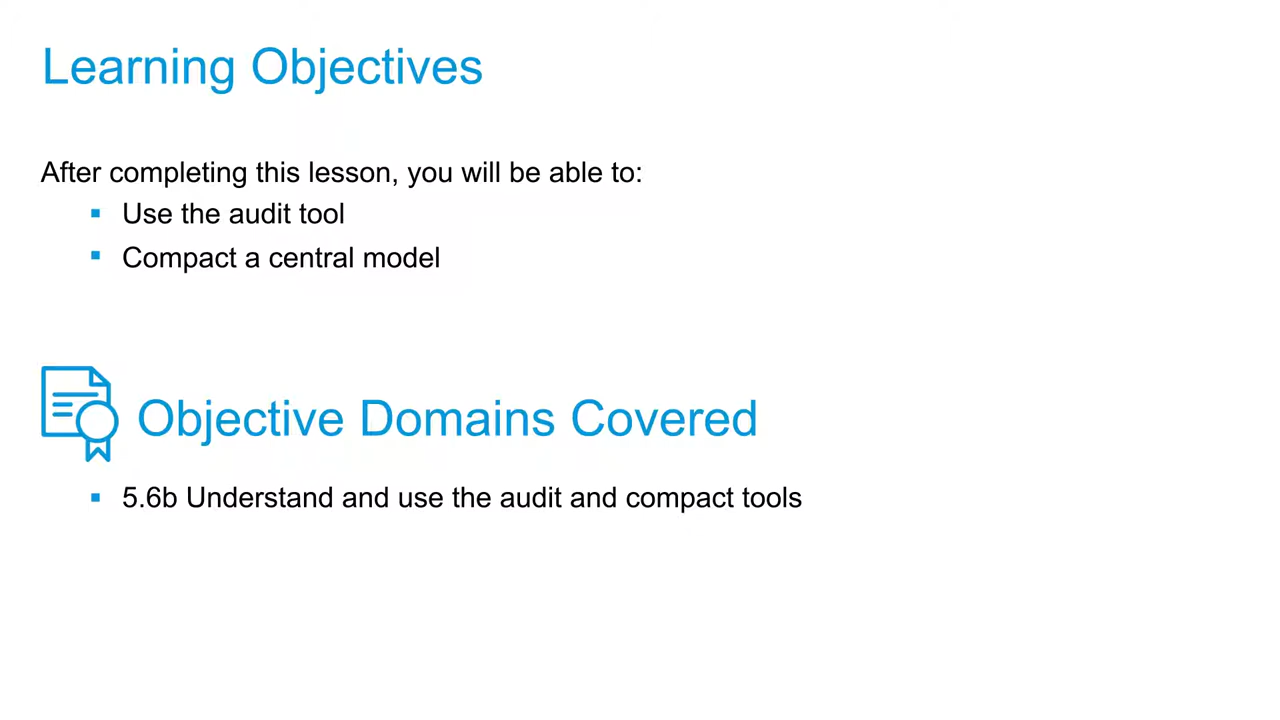 Learning Objectives
After completing this lesson, you will be able to:
▪ Use the audit tool
▪ Compact a central model
Objective Domains Covered
▪ 5.6b Understand and use the audit and compact tools